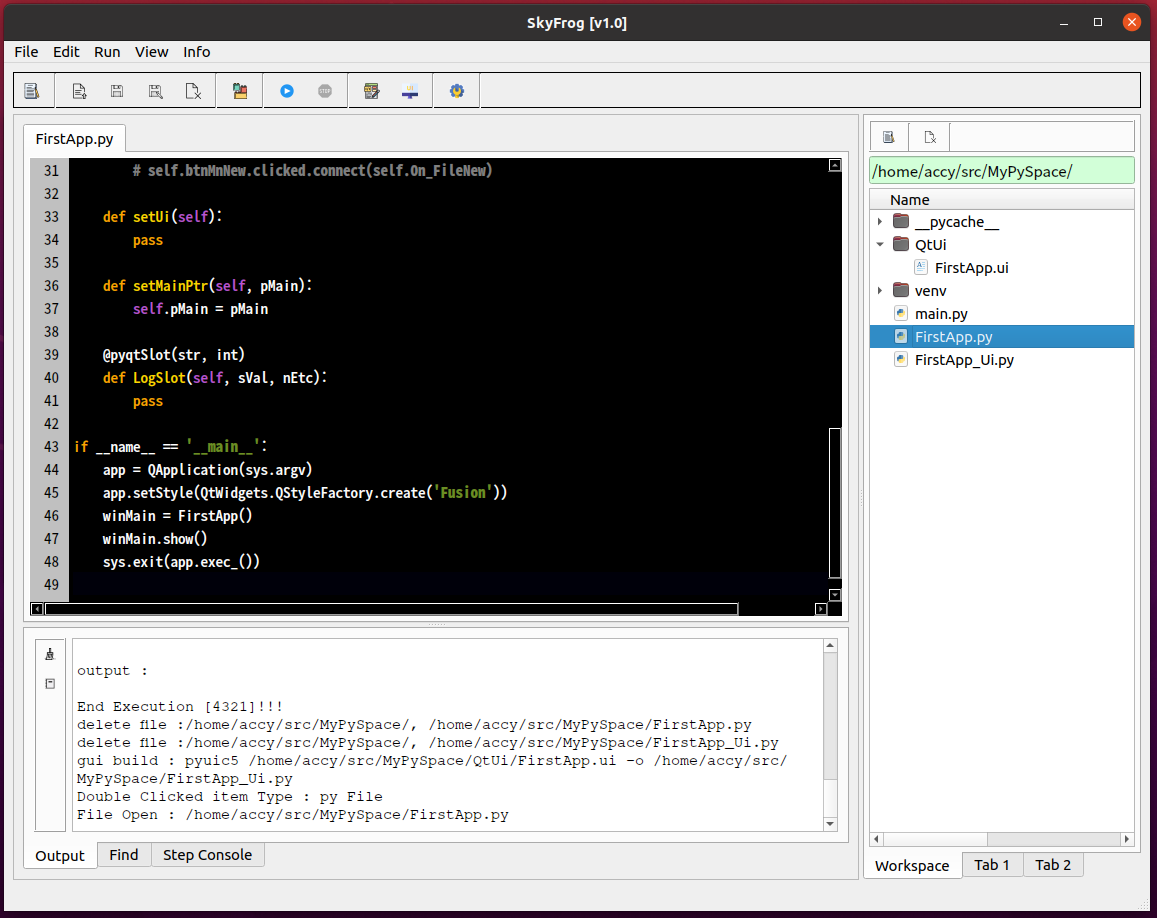 SkyFrog [v1.0]
File Edit Run View Info
STOP
FirstApp.py
31         # self.btnMnNew.clicked.connect(self.On_FileNew)
32
33     def setUi(self):
34         pass
35
36     def setMainPtr(self, pMain):
37         self.pMain = pMain
38
39     @pyqtSlot(str, int)
40     def LogSlot(self, sVal, nEtc):
41         pass
42
43 if __name__ == '__main__':
44     app = QApplication(sys.argv)
45     app.setStyle(QtWidgets.QStyleFactory.create('Fusion'))
46     winMain = FirstApp()
47     winMain.show()
48     sys.exit(app.exec_())
49
output :
End Execution [4321]!!!
delete file :/home/accy/src/MyPySpace/, /home/accy/src/MyPySpace/FirstApp.py
delete file :/home/accy/src/MyPySpace/, /home/accy/src/MyPySpace/FirstApp_Ui.py
gui build : pyuic5 /home/accy/src/MyPySpace/QtUi/FirstApp.ui -o /home/accy/src/
MyPySpace/FirstApp_Ui.py
Double Clicked item Type : py File
File Open : /home/accy/src/MyPySpace/FirstApp.py
Output Find Step Console
/home/accy/src/MyPySpace/
Name
__pycache__
QtUi
FirstApp.ui
venv
main.py
FirstApp.py
FirstApp_Ui.py
Workspace Tab 1 Tab 2